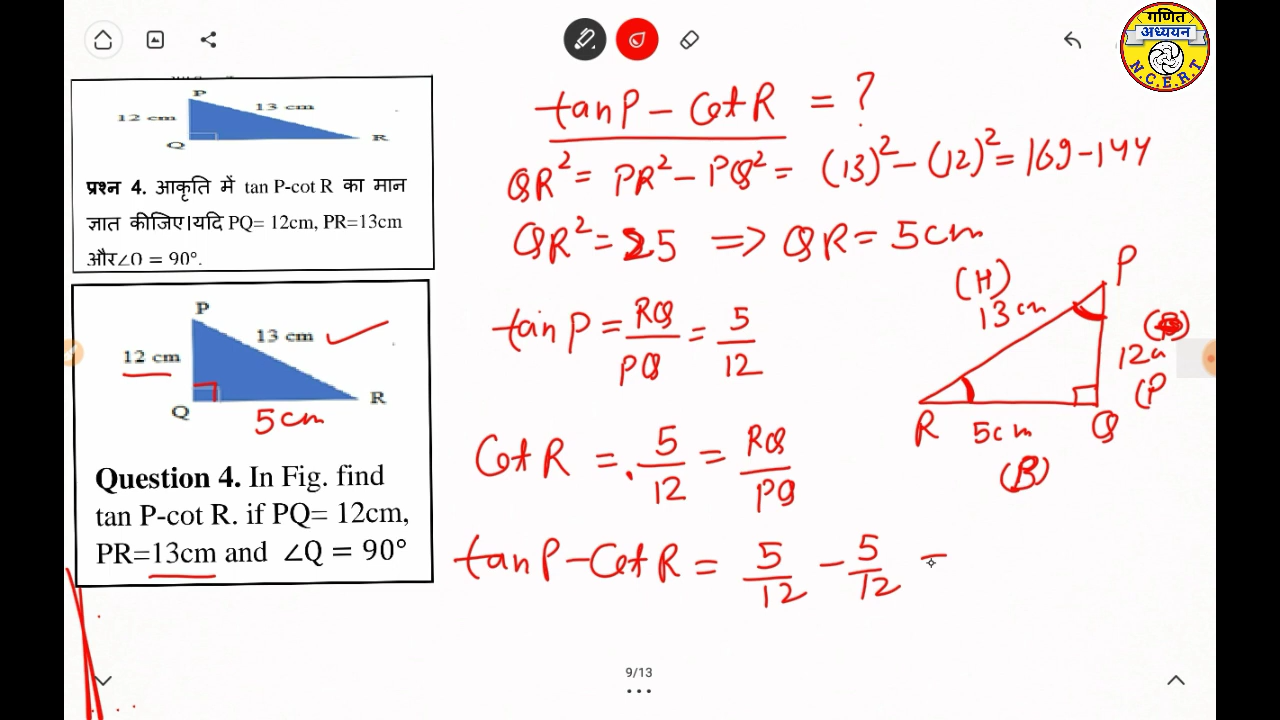 गणित
अध्ययन
N.C.E.R.T
P
13 cm
12 cm
Q
R
प्रश्न 4. आकृति में tan P-cot R का मान
ज्ञात कीजिए।यदि PQ= 12cm, PR=13cm
और∠Q = 90°.
P
13 cm
12 cm
Q
R
5cm
Question 4. In Fig. find
tan P-cot R. if PQ= 12cm,
PR=13cm and ∠Q = 90°
tanP - CotR = ?
QR² = PR² - PQ² = (13)² - (12)² = 169-144
QR² = 25 => QR = 5cm
tanP = RQ/PQ = 5/12
CotR = 5/12 = RQ/PQ
tanP-CotR = 5/12 - 5/12 =
P
(H)
13 cm
12
(P
R
5cm
Q
(B)
9/13